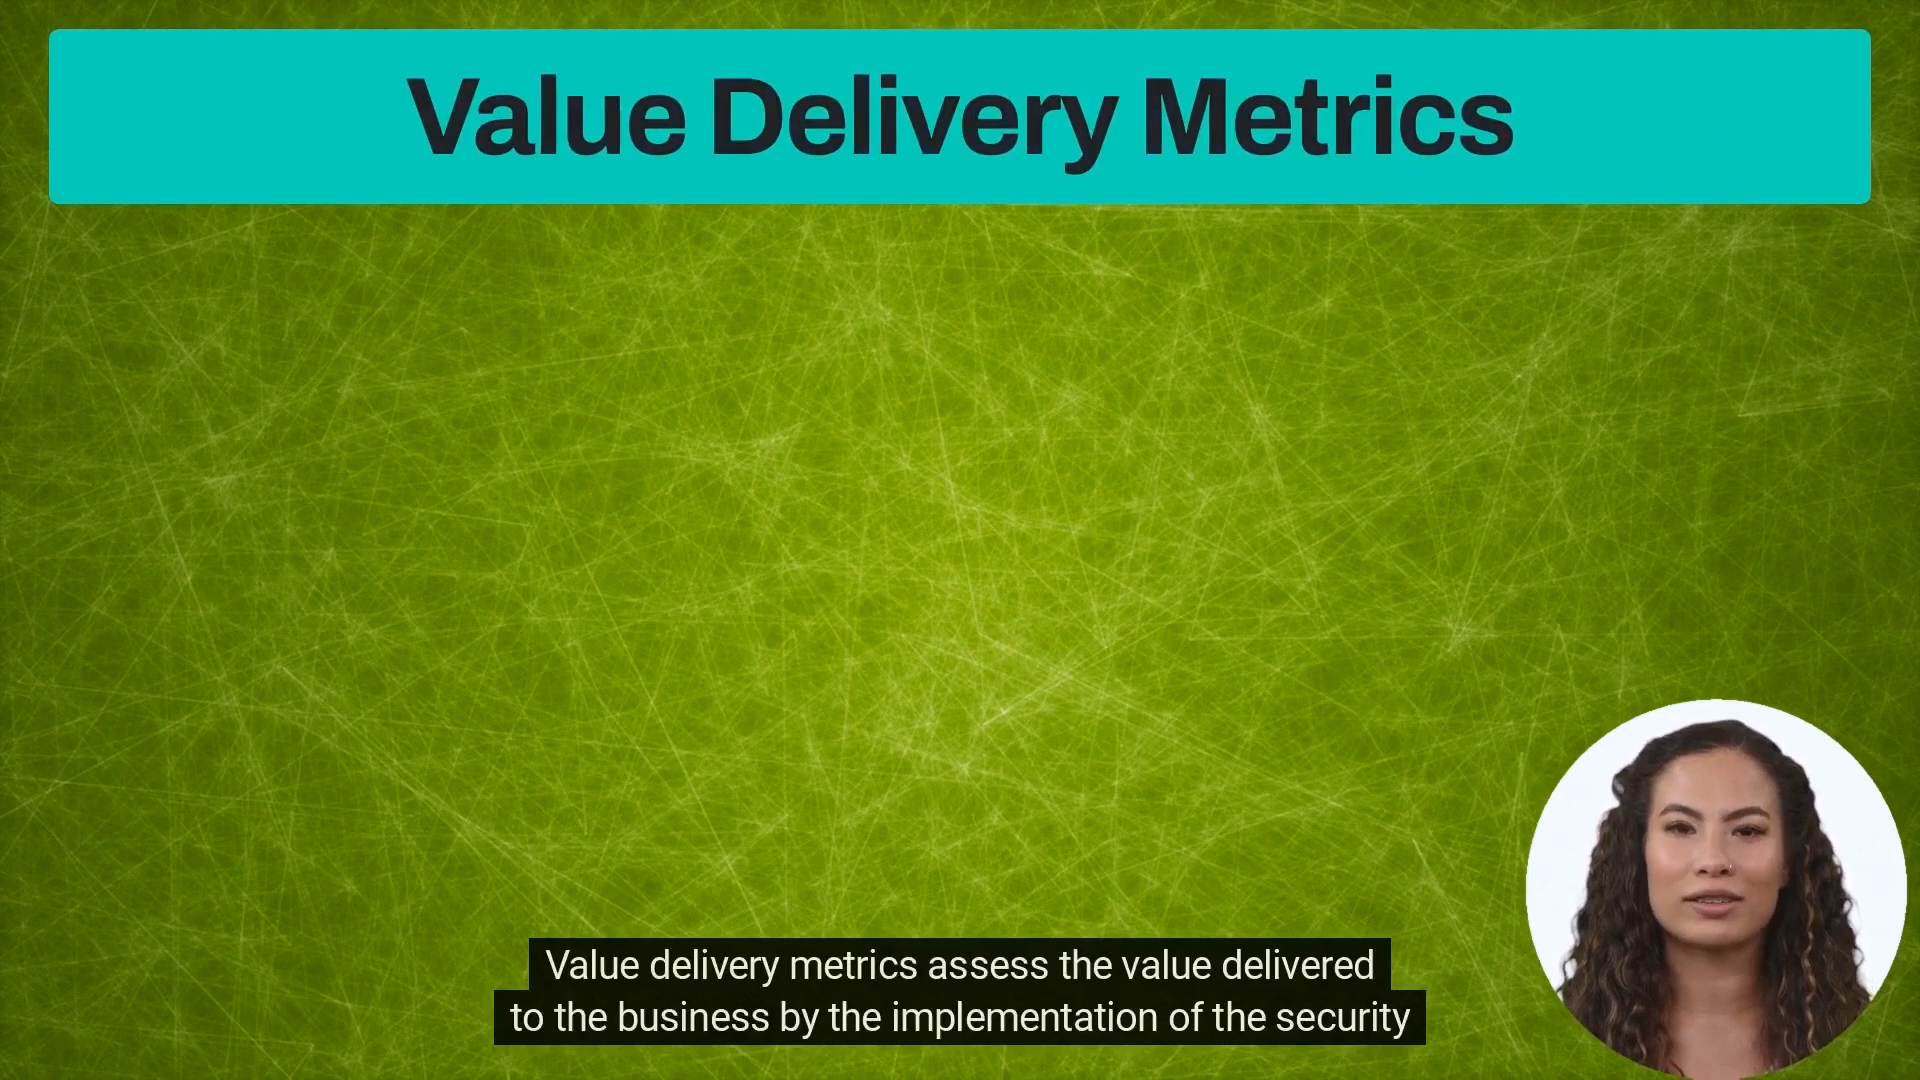 Value Delivery Metrics
Value delivery metrics assess the value delivered
to the business by the implementation of the security